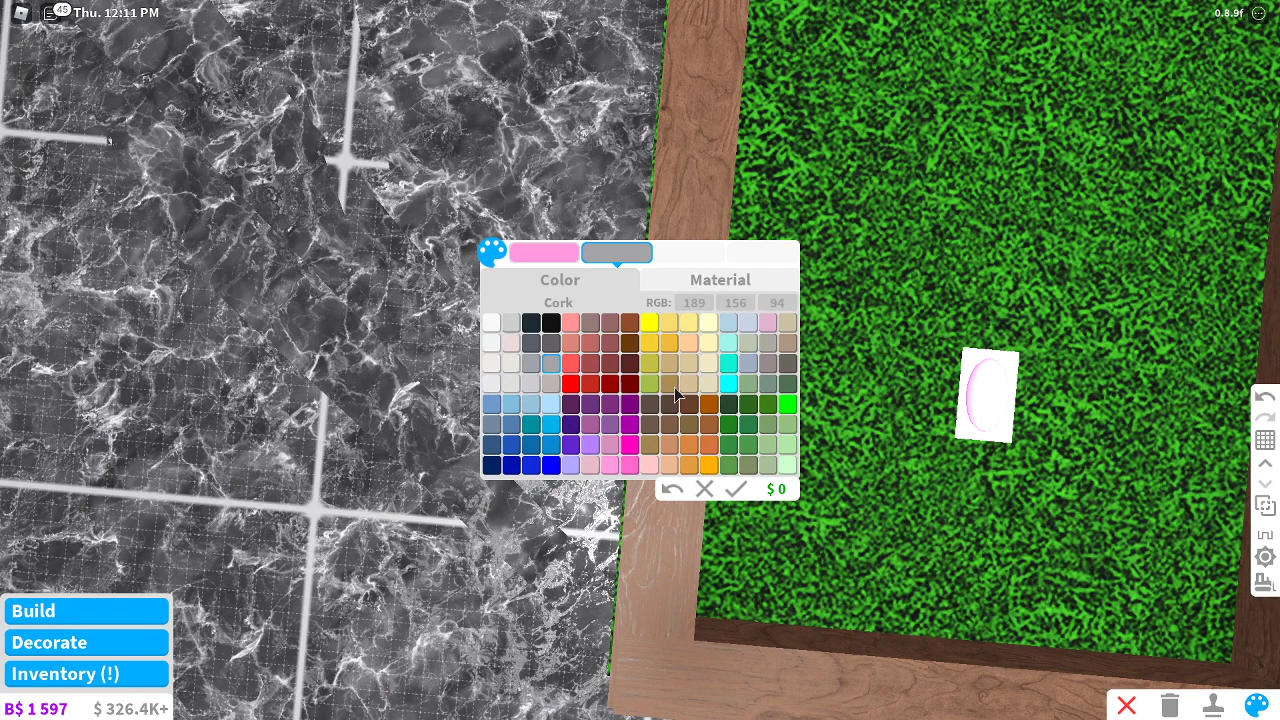 45 Thu. 12:11 PM
0.8.9f
Color
Material
Cork
RGB: 189 156 94
$ 0
Build
Decorate
Inventory (!)
B$ 1 597 $ 326.4K+